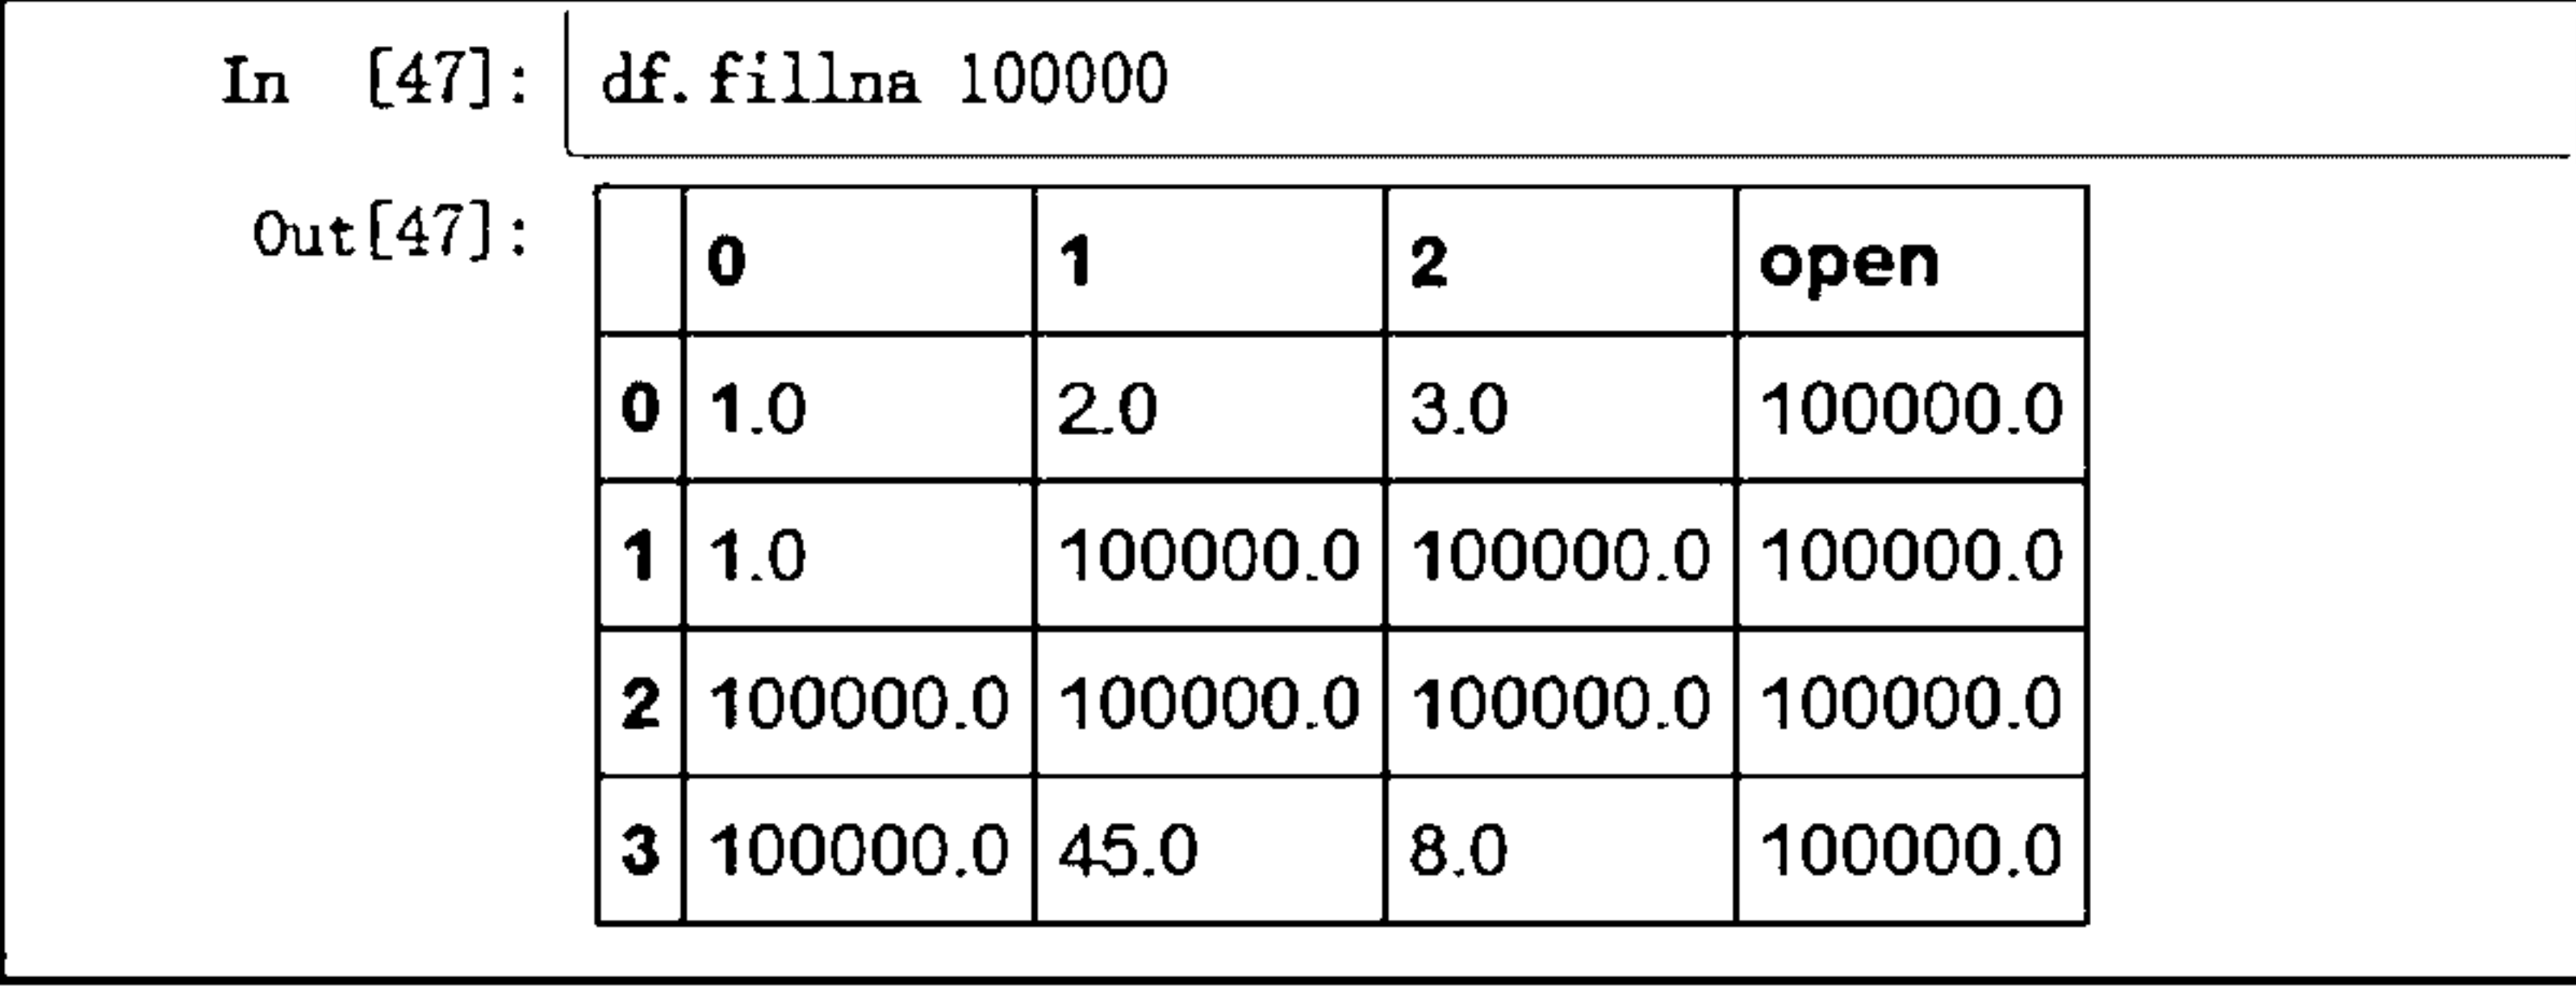 In [47]: df.fillna 100000
Out[47]:
0 1 2 open
0 1.0 2.0 3.0 100000.0
1 1.0 100000.0 100000.0 100000.0
2 100000.0 100000.0 100000.0 100000.0
3 100000.0 45.0 8.0 100000.0